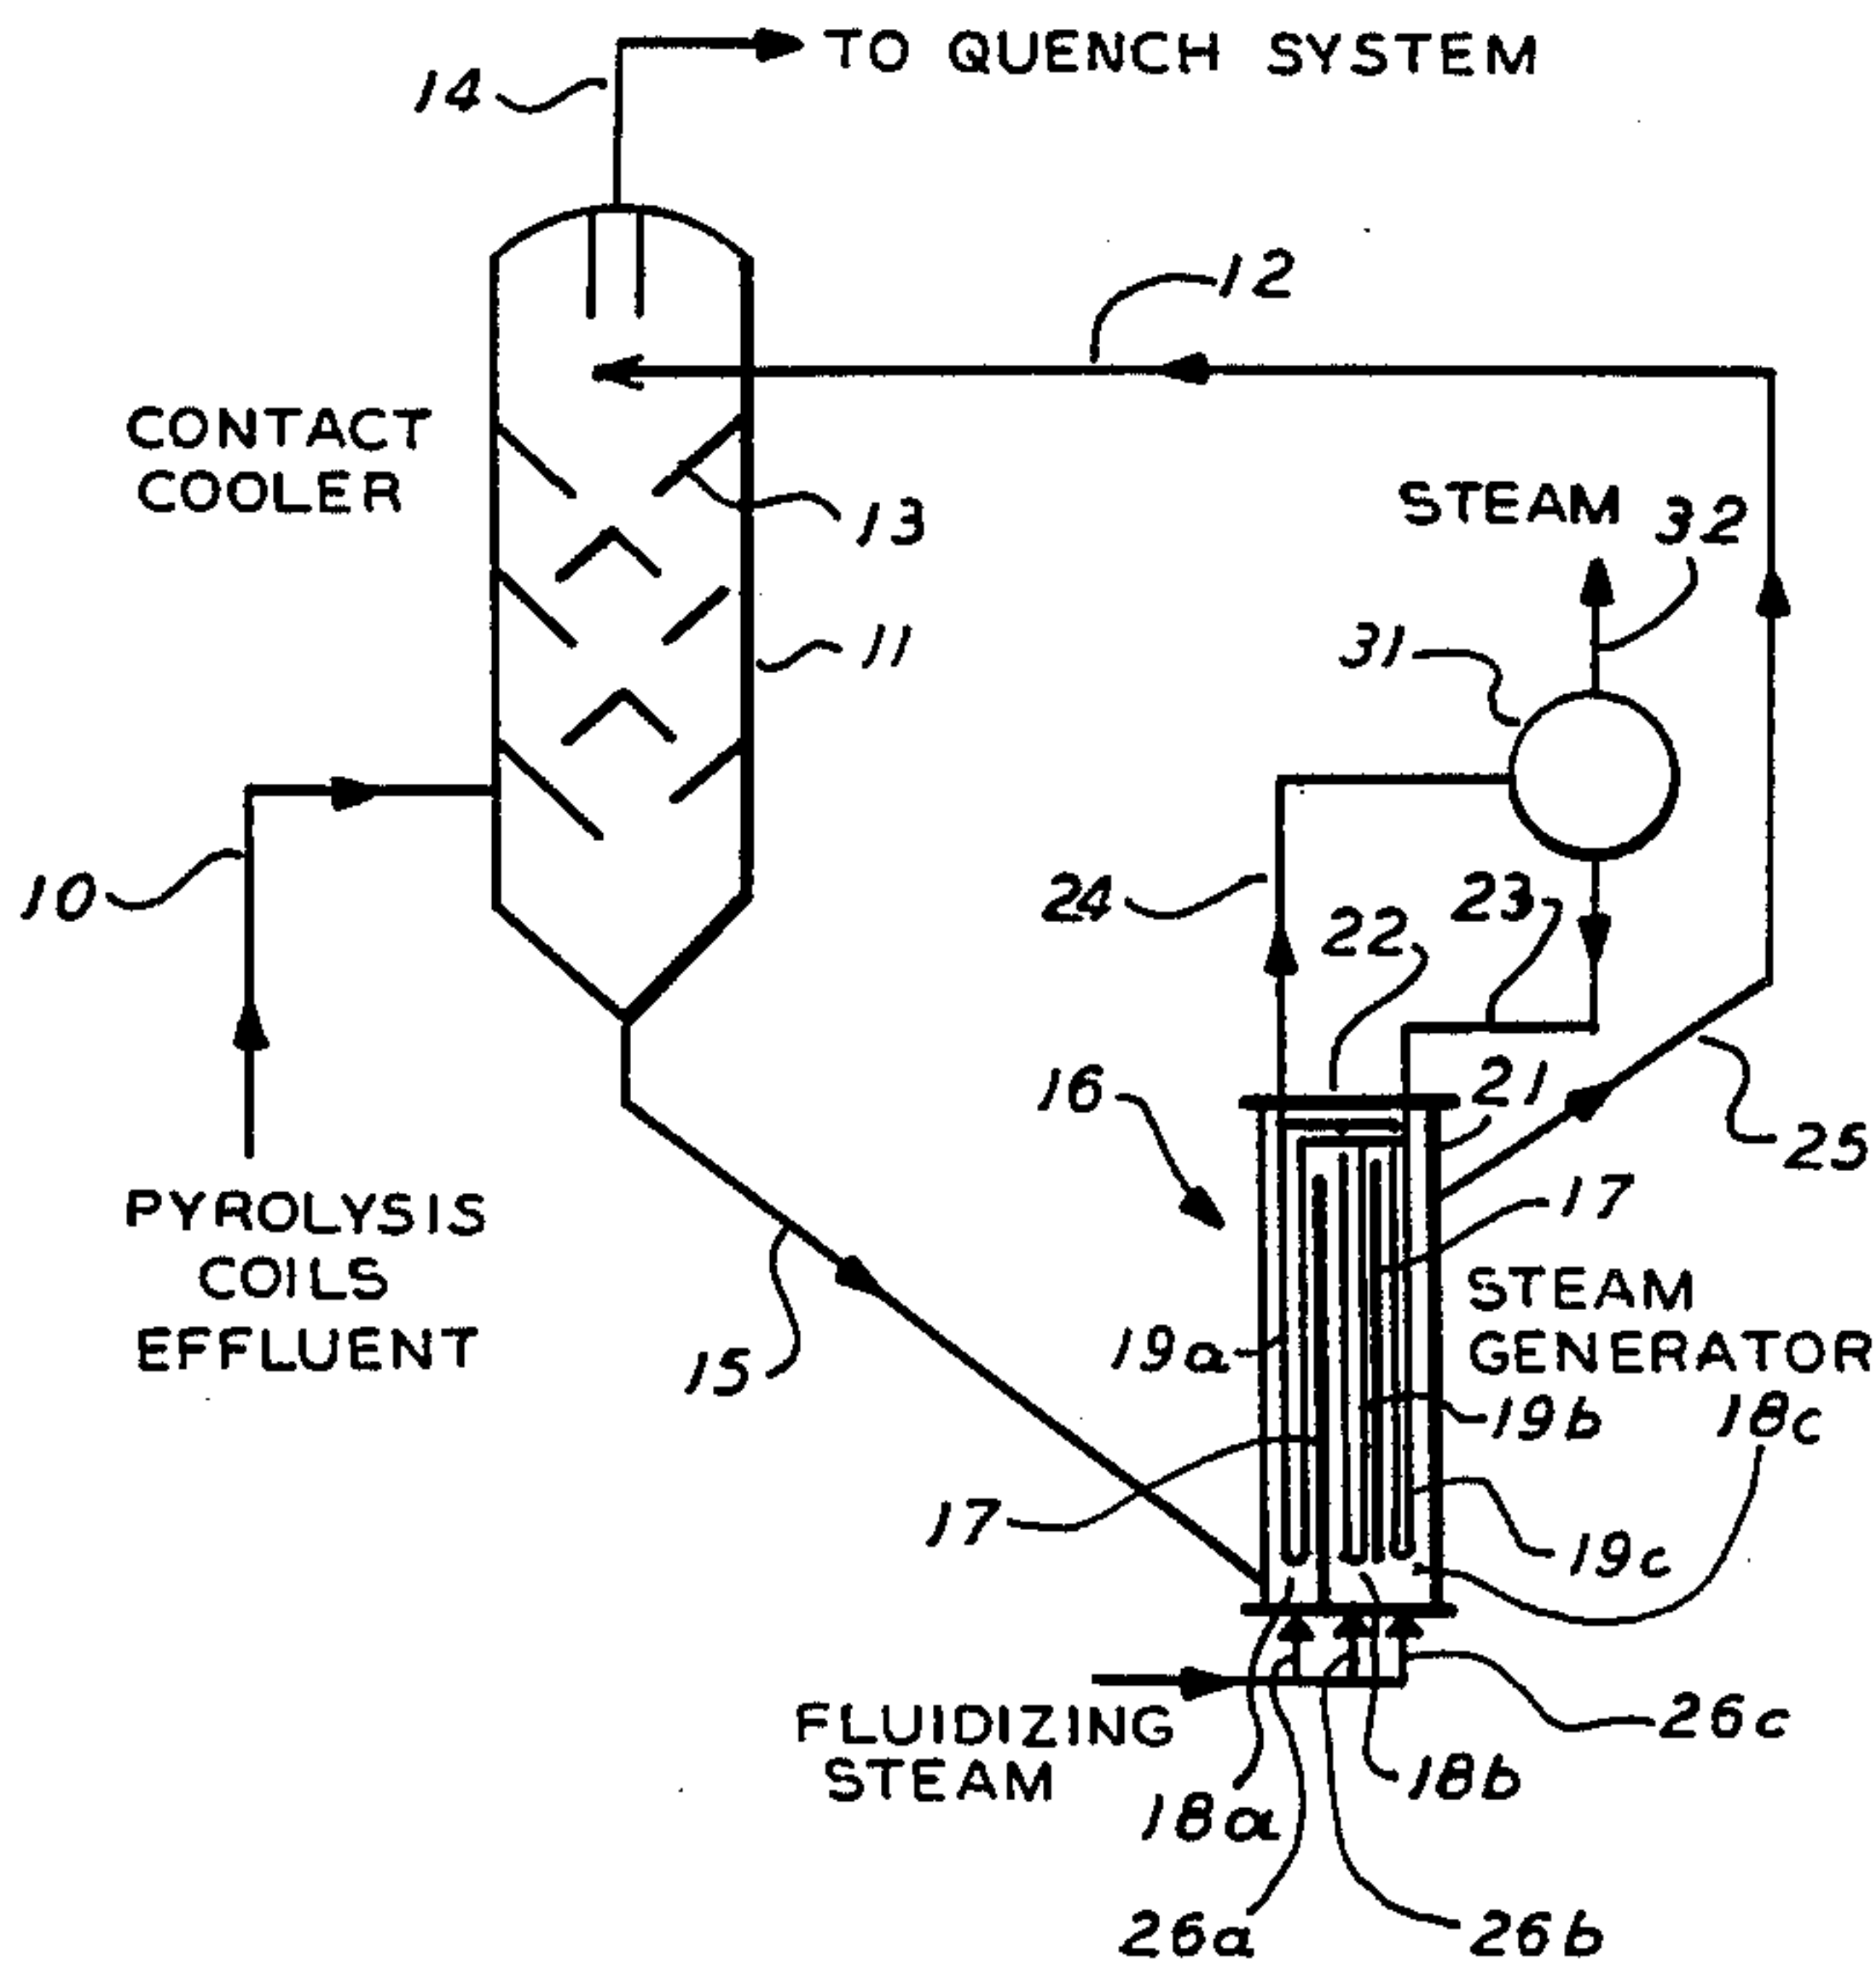 TO QUENCH SYSTEM
14
12
CONTACT
COOLER
STEAM
32
13
31
11
10
24
23
22
16
21
25
PYROLYSIS
COILS
EFFLUENT
17
STEAM
GENERATOR
15
19a
19b
18c
17
19c
FLUIDIZING
STEAM
26c
18a
18b
26a
26b